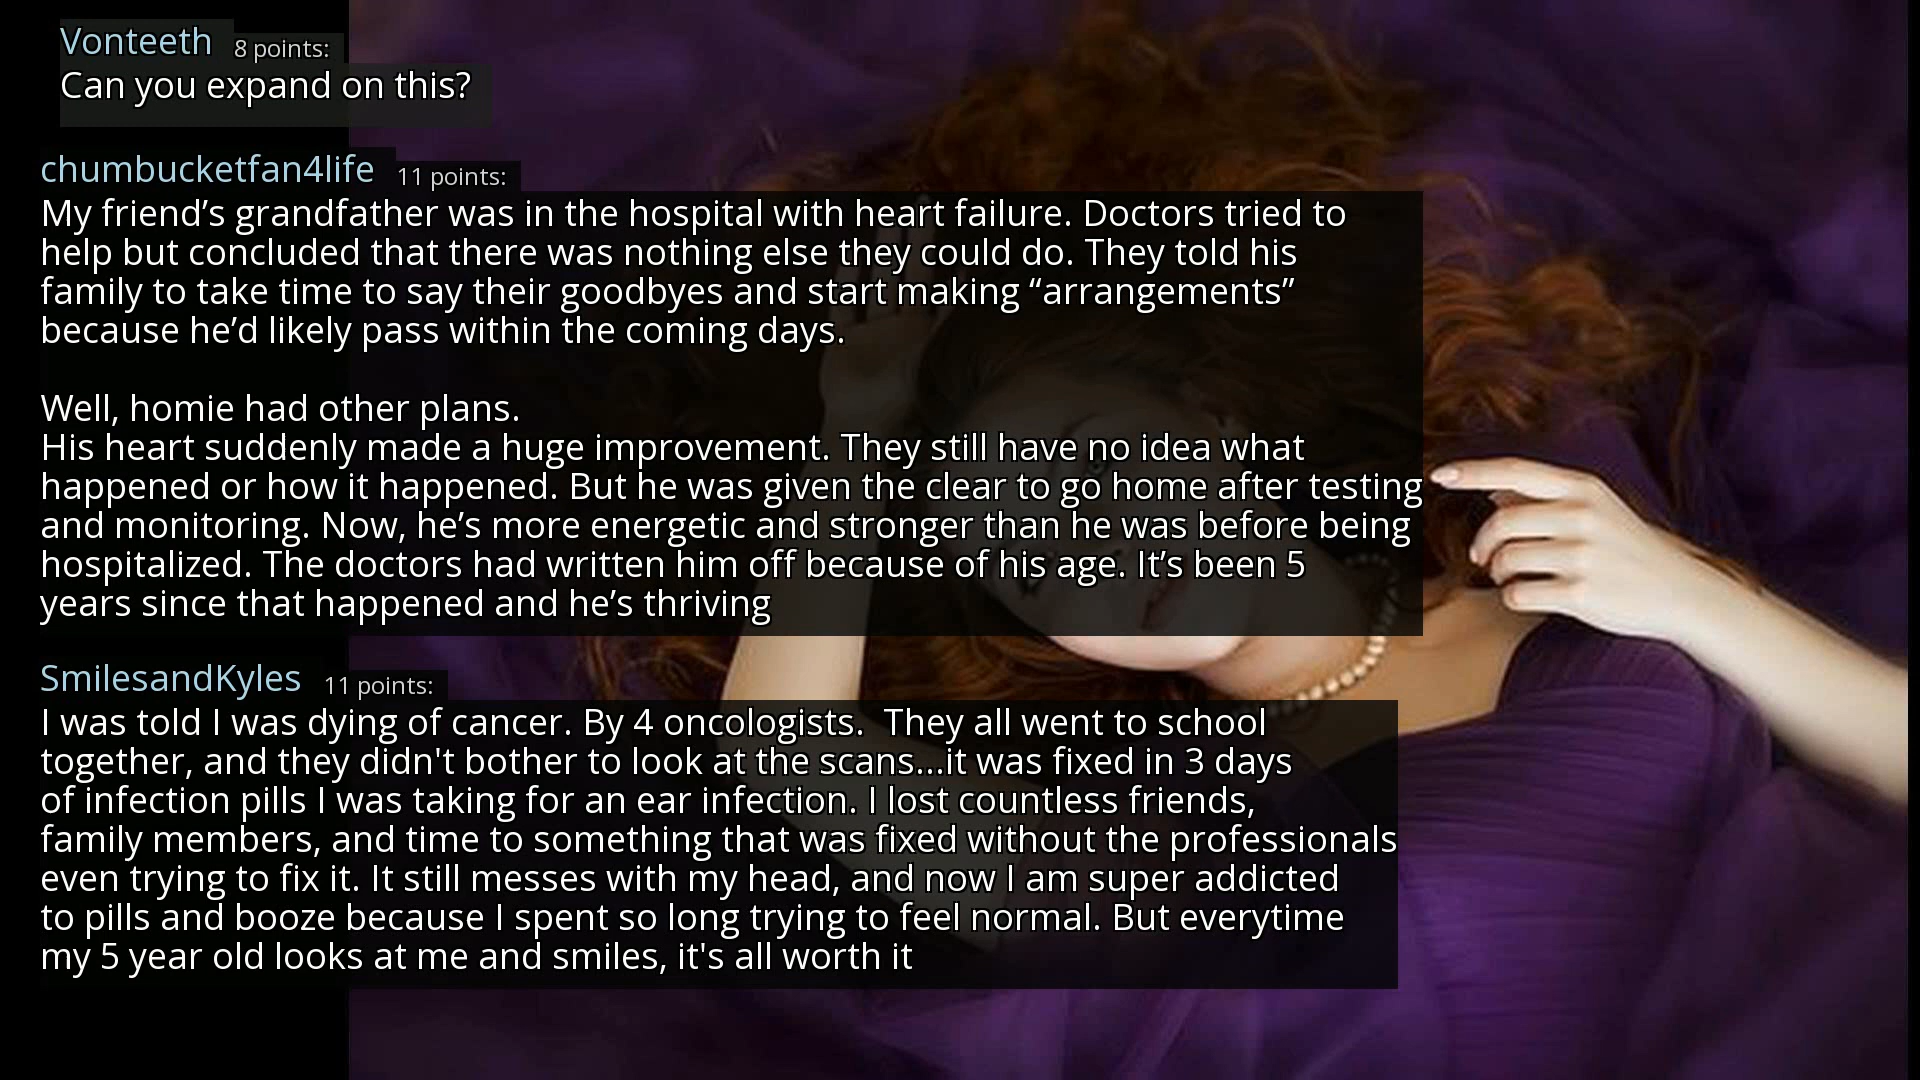 Vonteeth 8 points:
Can you expand on this?
chumbucketfan4life 11 points:
My friend’s grandfather was in the hospital with heart failure. Doctors tried to
help but concluded that there was nothing else they could do. They told his
family to take time to say their goodbyes and start making “arrangements”
because he’d likely pass within the coming days.
Well, homie had other plans.
His heart suddenly made a huge improvement. They still have no idea what
happened or how it happened. But he was given the clear to go home after testing
and monitoring. Now, he’s more energetic and stronger than he was before being
hospitalized. The doctors had written him off because of his age. It’s been 5
years since that happened and he’s thriving
SmilesandKyles 11 points:
I was told I was dying of cancer. By 4 oncologists.  They all went to school
together, and they didn't bother to look at the scans...it was fixed in 3 days
of infection pills I was taking for an ear infection. I lost countless friends,
family members, and time to something that was fixed without the professionals
even trying to fix it. It still messes with my head, and now I am super addicted
to pills and booze because I spent so long trying to feel normal. But everytime
my 5 year old looks at me and smiles, it's all worth it